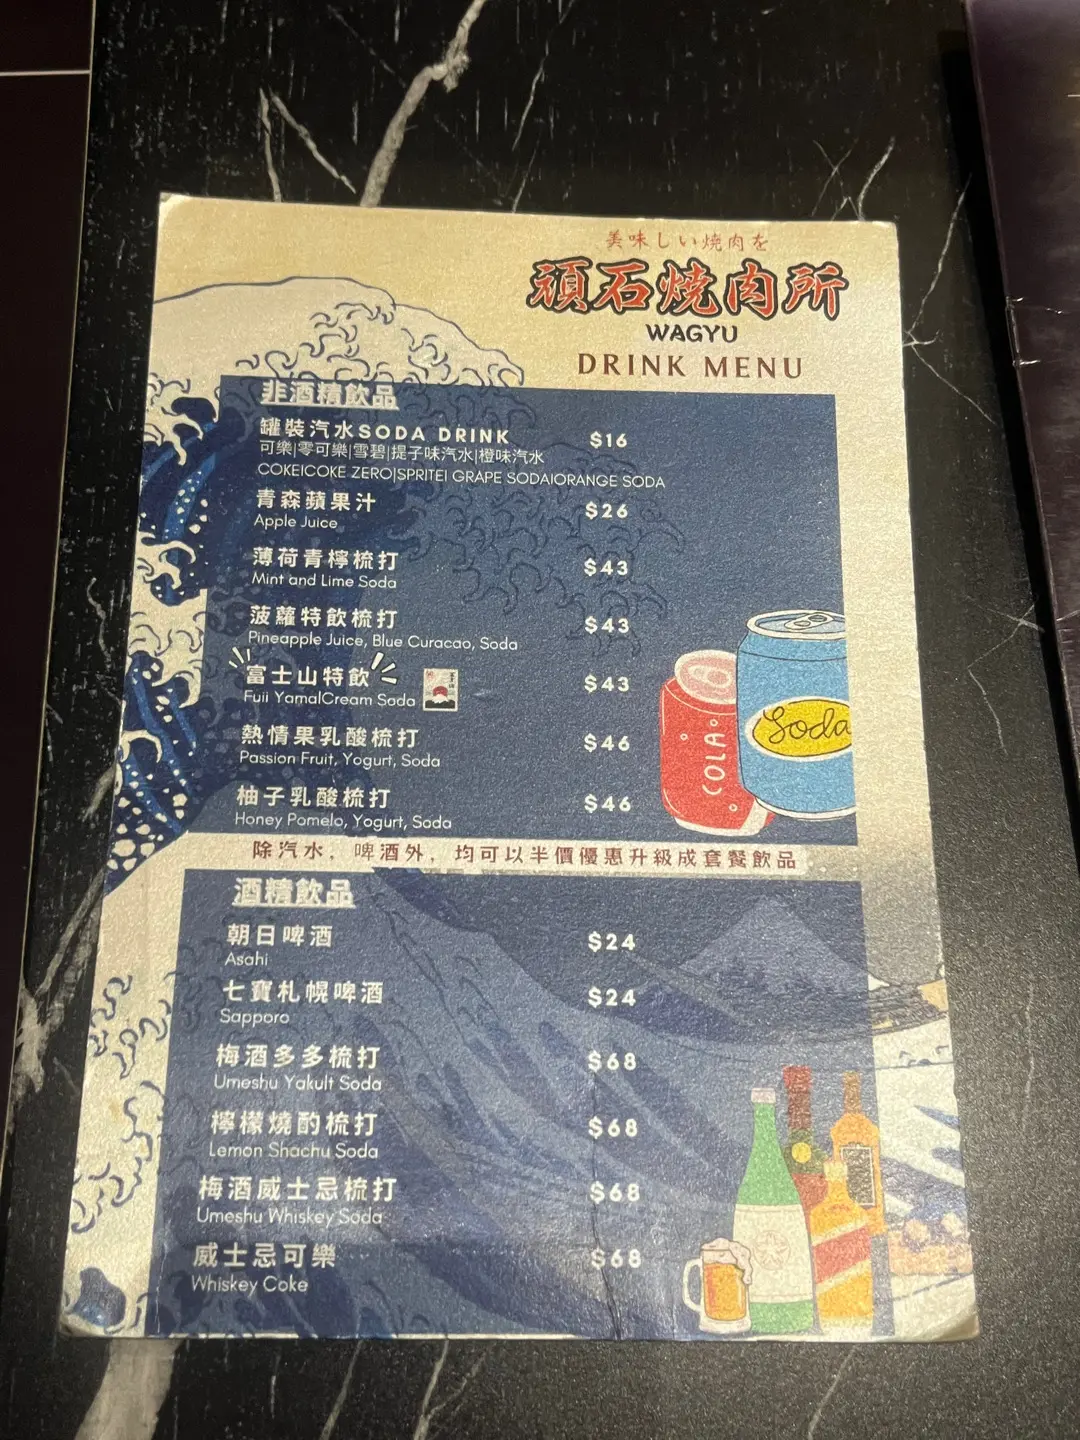 美味しい焼肉を
頑石燒肉所
WAGYU
DRINK MENU
非酒精飲品
罐裝汽水SODA DRINK $16
可樂|零可樂|雪碧|提子味汽水|橙味汽水
COKEICOKE ZERO|SPRITEI GRAPE SODAIORANGE SODA
青森蘋果汁 $26
Apple Juice
薄荷青檸梳打 $43
Mint and Lime Soda
菠蘿特飲梳打 $43
Pineapple Juice, Blue Curacao, Soda
富士山特飲 $43
Fuii YamalCream Soda
熱情果乳酸梳打 $46
Passion Fruit, Yogurt, Soda
柚子乳酸梳打 $46
Honey Pomelo, Yogurt, Soda
COLA
Soda
除汽水，啤酒外，均可以半價優惠升級成套餐飲品
酒精飲品
朝日啤酒 $24
Asahi
七寶札幌啤酒 $24
Sapporo
梅酒多多梳打 $68
Umeshu Yakult Soda
檸檬燒酌梳打 $68
Lemon Shachu Soda
梅酒威士忌梳打 $68
Umeshu Whiskey Soda
威士忌可樂 $68
Whiskey Coke